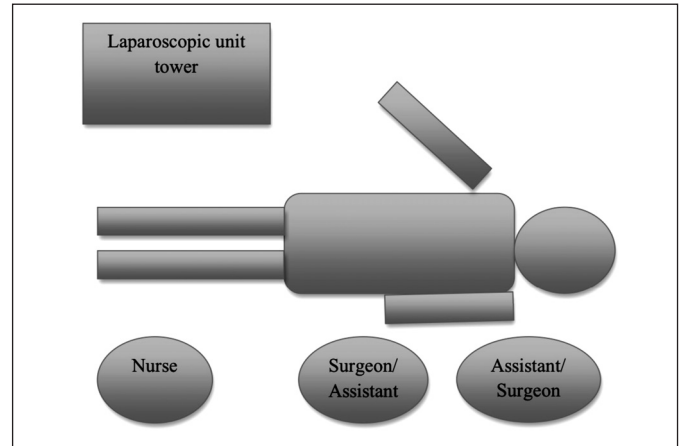 Laparoscopic unit
tower
Nurse
Surgeon/
Assistant
Assistant/
Surgeon